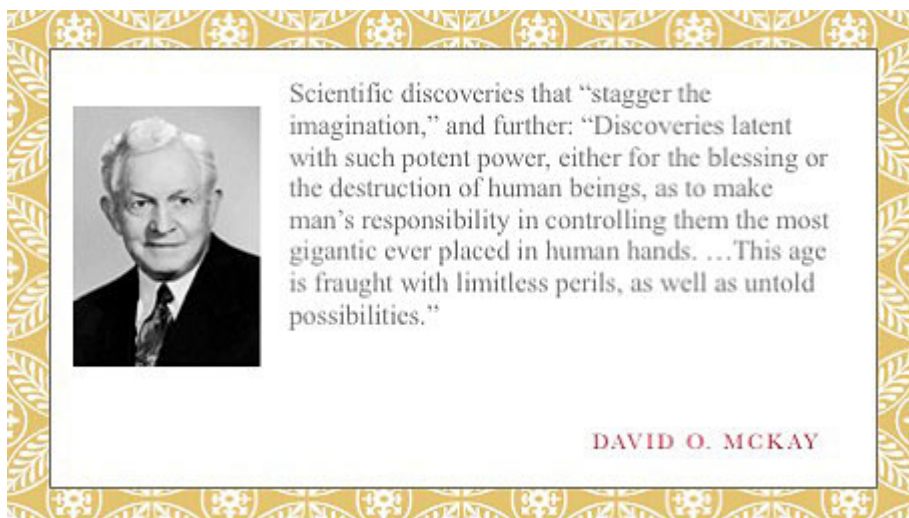 Scientific discoveries that “stagger the
imagination,” and further: “Discoveries latent
with such potent power, either for the blessing or
the destruction of human beings, as to make
man’s responsibility in controlling them the most
gigantic ever placed in human hands. …This age
is fraught with limitless perils, as well as untold
possibilities.”
DAVID O. MCKAY